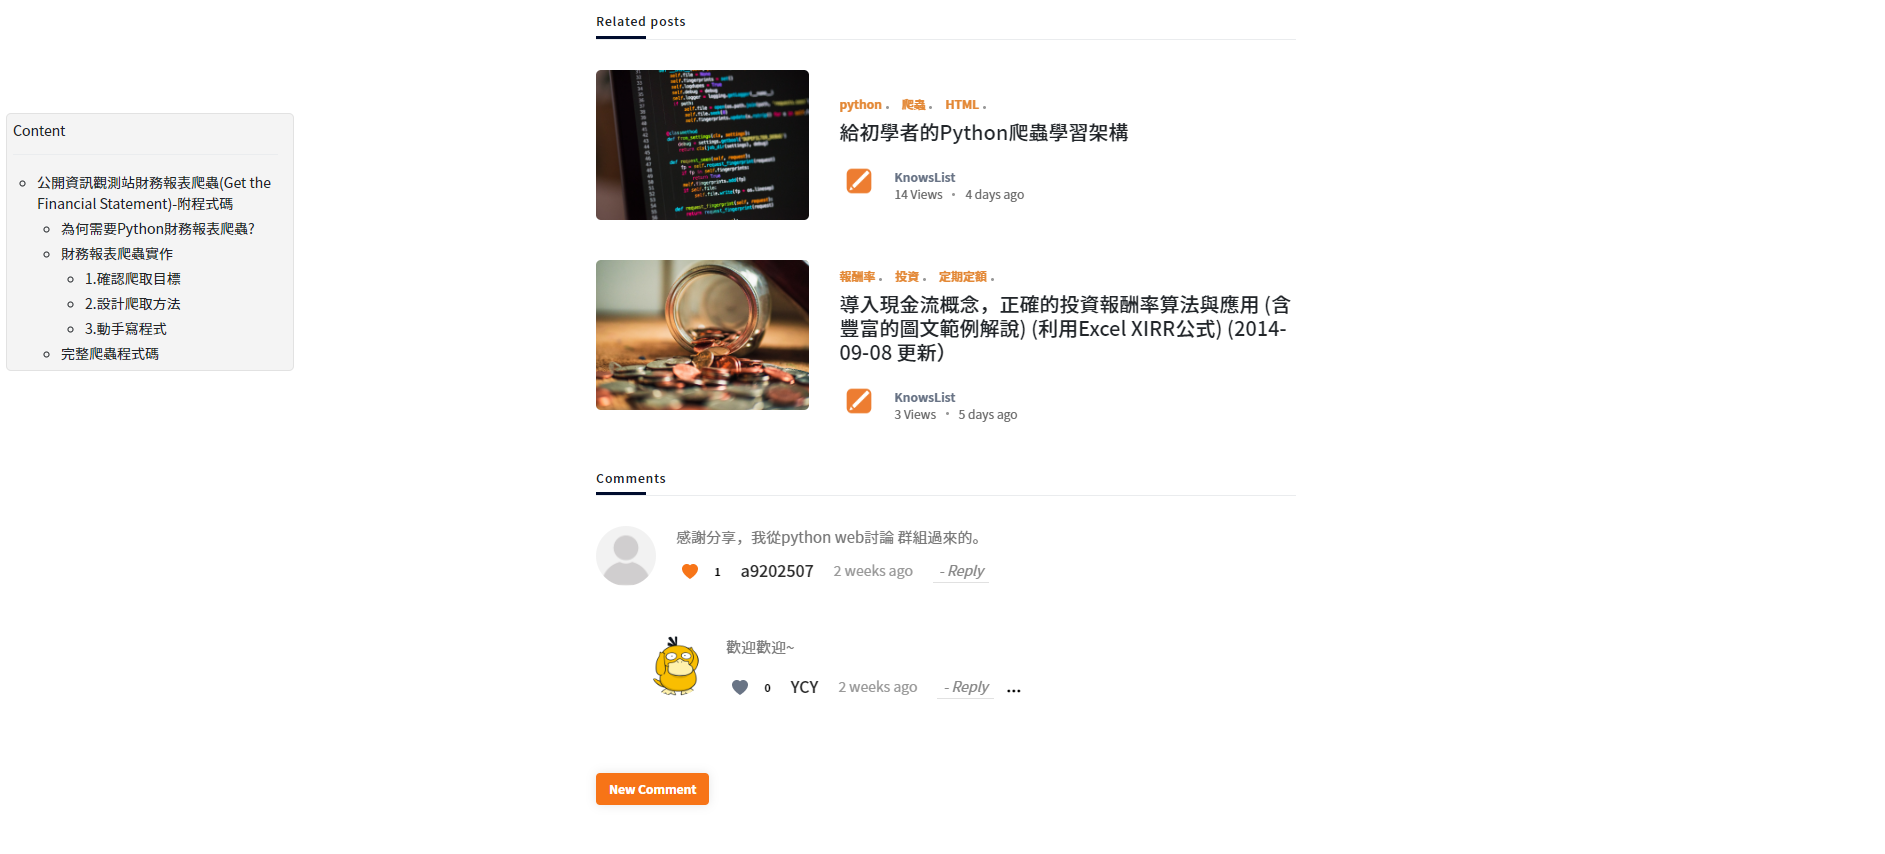 Related posts
Content
公開資訊觀測站財務報表爬蟲(Get the
Financial Statement)-附程式碼
為何需要Python財務報表爬蟲?
財務報表爬蟲實作
1.確認爬取目標
2.設計爬取方法
3.動手寫程式
完整爬蟲程式碼
python . 爬蟲 . HTML .
給初學者的Python爬蟲學習架構
KnowsList
14 Views • 4 days ago
報酬率 . 投資 . 定期定額 .
導入現金流概念，正確的投資報酬率算法與應用 (含
豐富的圖文範例解說) (利用Excel XIRR公式) (2014-
09-08 更新）
KnowsList
3 Views • 5 days ago
Comments
感謝分享，我從python web討論 群組過來的。
1 a9202507 2 weeks ago - Reply
歡迎歡迎~
0 YCY 2 weeks ago - Reply ...
New Comment